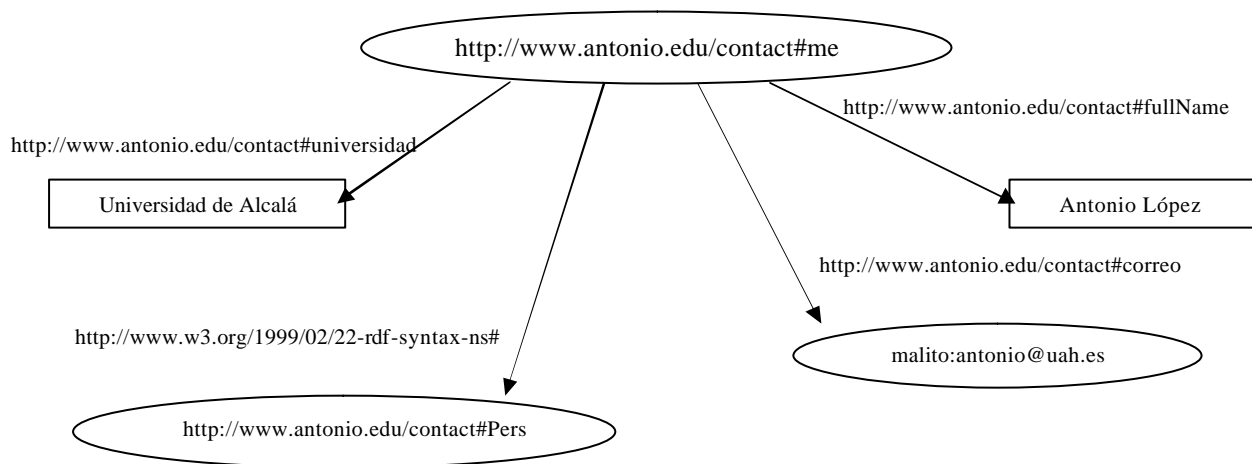 http://www.antonio.edu/contact#me
http://www.antonio.edu/contact#fullName
http://www.antonio.edu/contact#universidad
Universidad de Alcalá
Antonio López
http://www.antonio.edu/contact#correo
http://www.w3.org/1999/02/22-rdf-syntax-ns#
malito:antonio@uah.es
http://www.antonio.edu/contact#Pers